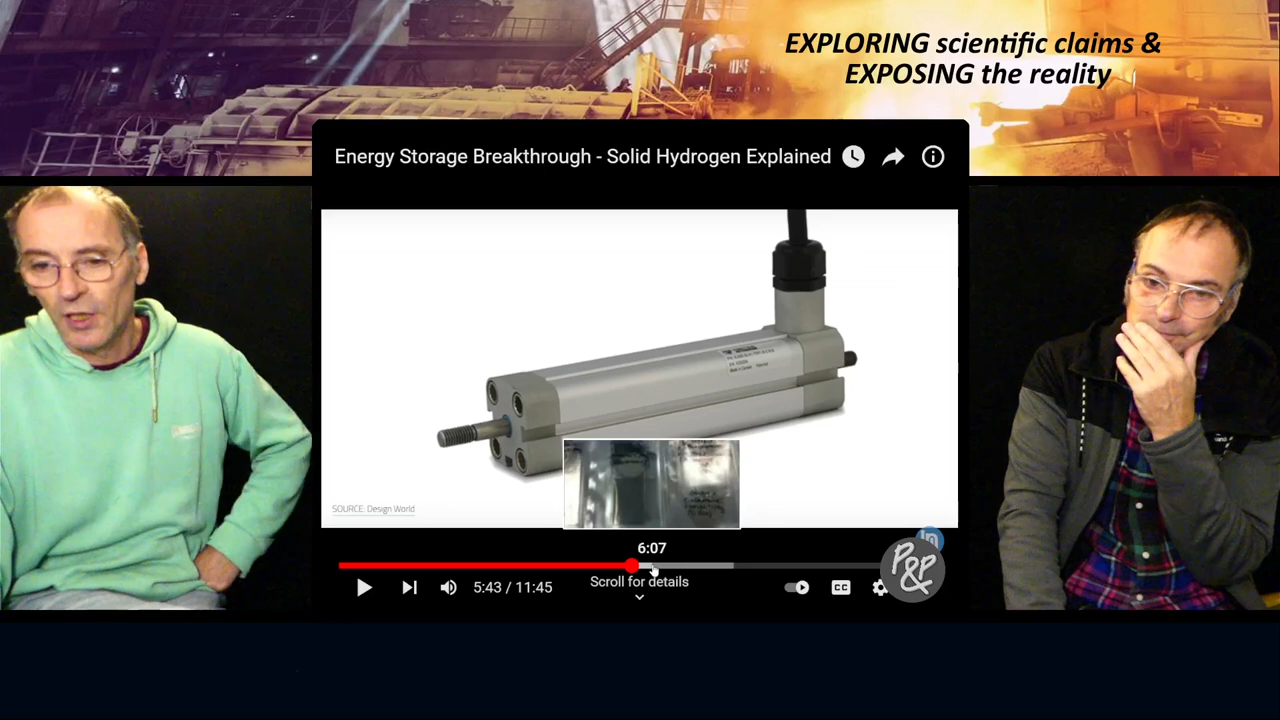 EXPLORING scientific claims &
EXPOSING the reality
Energy Storage Breakthrough - Solid Hydrogen Explained
SOURCE: Design World
6:07
5:43 / 11:45
Scroll for details
CC
P&P